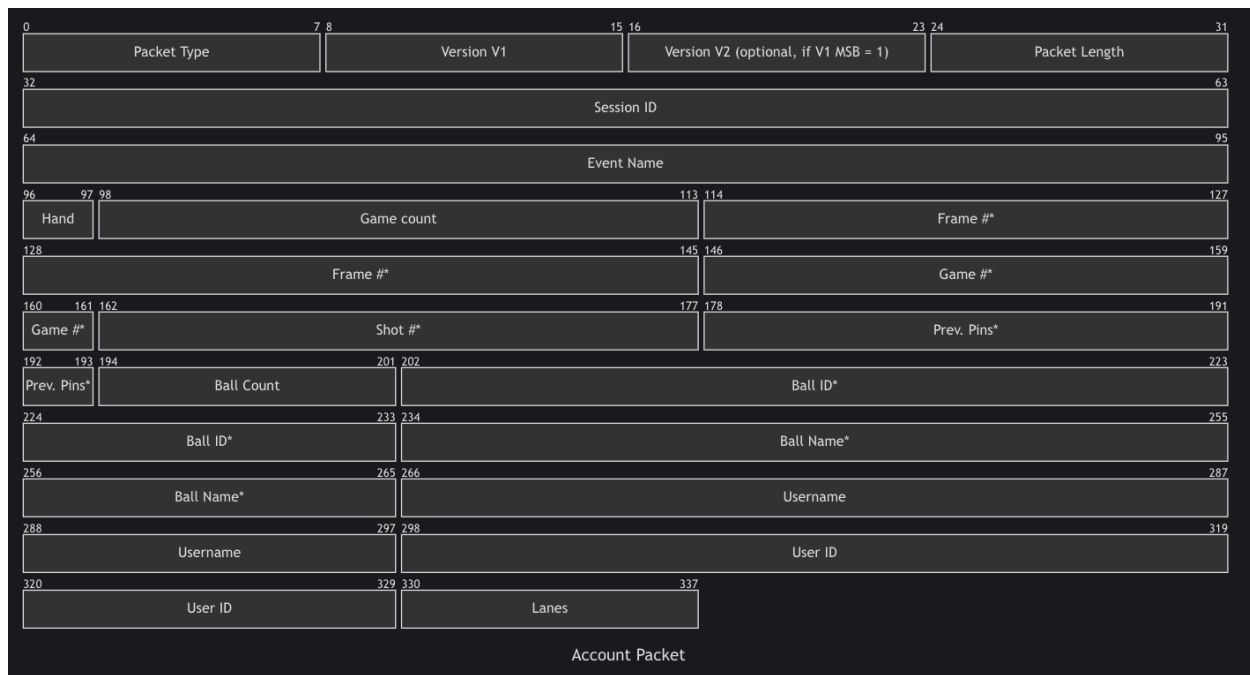 0 7 8 15 16 23 24 31
Packet Type Version V1 Version V2 (optional, if V1 MSB = 1) Packet Length
32 63
Session ID
64 95
Event Name
96 97 98 113 114 127
Hand Game count Frame #*
128 145 146 159
Frame #* Game #*
160 161 162 177 178 191
Game #* Shot #* Prev. Pins*
192 193 194 201 202 223
Prev. Pins* Ball Count Ball ID*
224 233 234 255
Ball ID* Ball Name*
256 265 266 287
Ball Name* Username
288 297 298 319
Username User ID
320 329 330 337
User ID Lanes
Account Packet